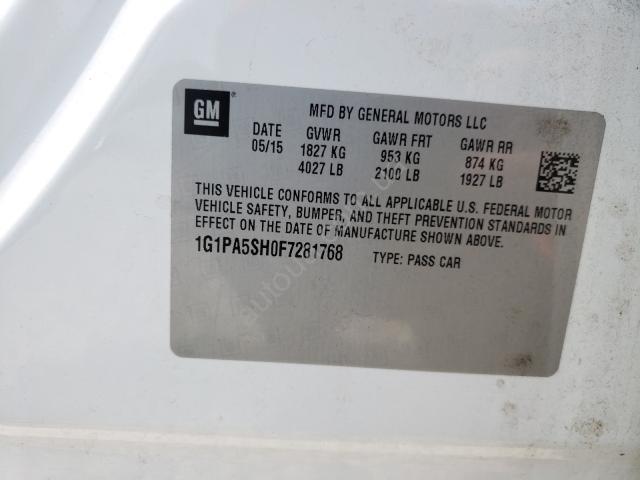 GM
MFD BY GENERAL MOTORS LLC
DATE GVWR GAWR FRT GAWR RR
05/15 1827 KG 953 KG 874 KG
4027 LB 2100 LB 1927 LB
THIS VEHICLE CONFORMS TO ALL APPLICABLE U.S. FEDERAL MOTOR
VEHICLE SAFETY, BUMPER, AND THEFT PREVENTION STANDARDS IN
EFFECT ON THE DATE OF MANUFACTURE SHOWN ABOVE.
1G1PA5SH0F7281768 TYPE: PASS CAR